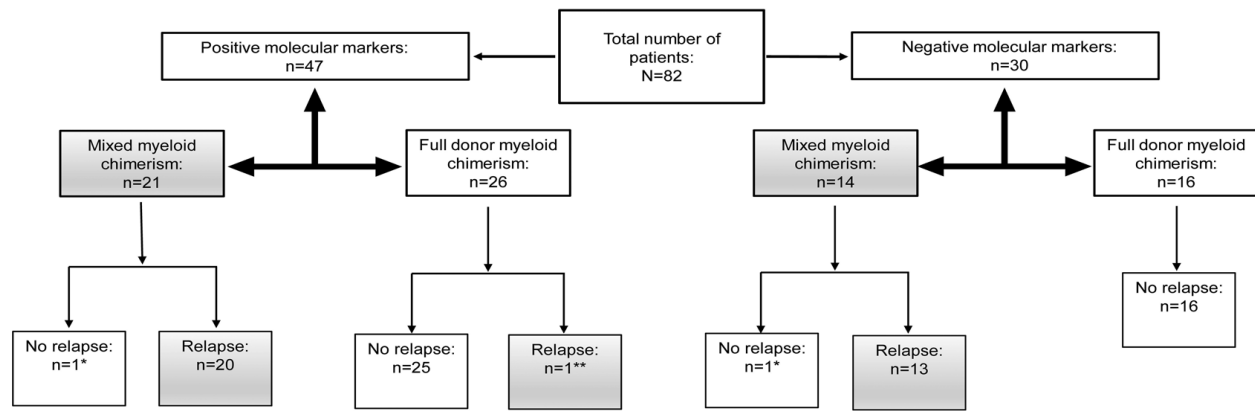 Total number of
patients:
N=82
Positive molecular markers:
n=47
Negative molecular markers:
n=30
Mixed myeloid
chimerism:
n=21
Full donor myeloid
chimerism:
n=26
Mixed myeloid
chimerism:
n=14
Full donor myeloid
chimerism:
n=16
No relapse:
n=1*
Relapse:
n=20
No relapse:
n=25
Relapse:
n=1**
No relapse:
n=1*
Relapse:
n=13
No relapse:
n=16